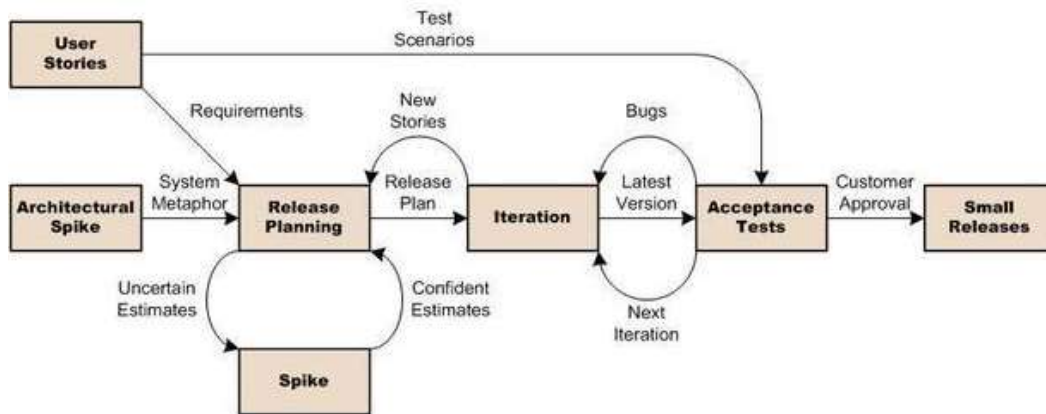 Test
Scenarios
User
Stories
Requirements
New
Stories
Bugs
System
Metaphor
Release
Plan
Latest
Version
Customer
Approval
Architectural
Spike
Release
Planning
Iteration
Acceptance
Tests
Small
Releases
Uncertain
Estimates
Confident
Estimates
Next
Iteration
Spike